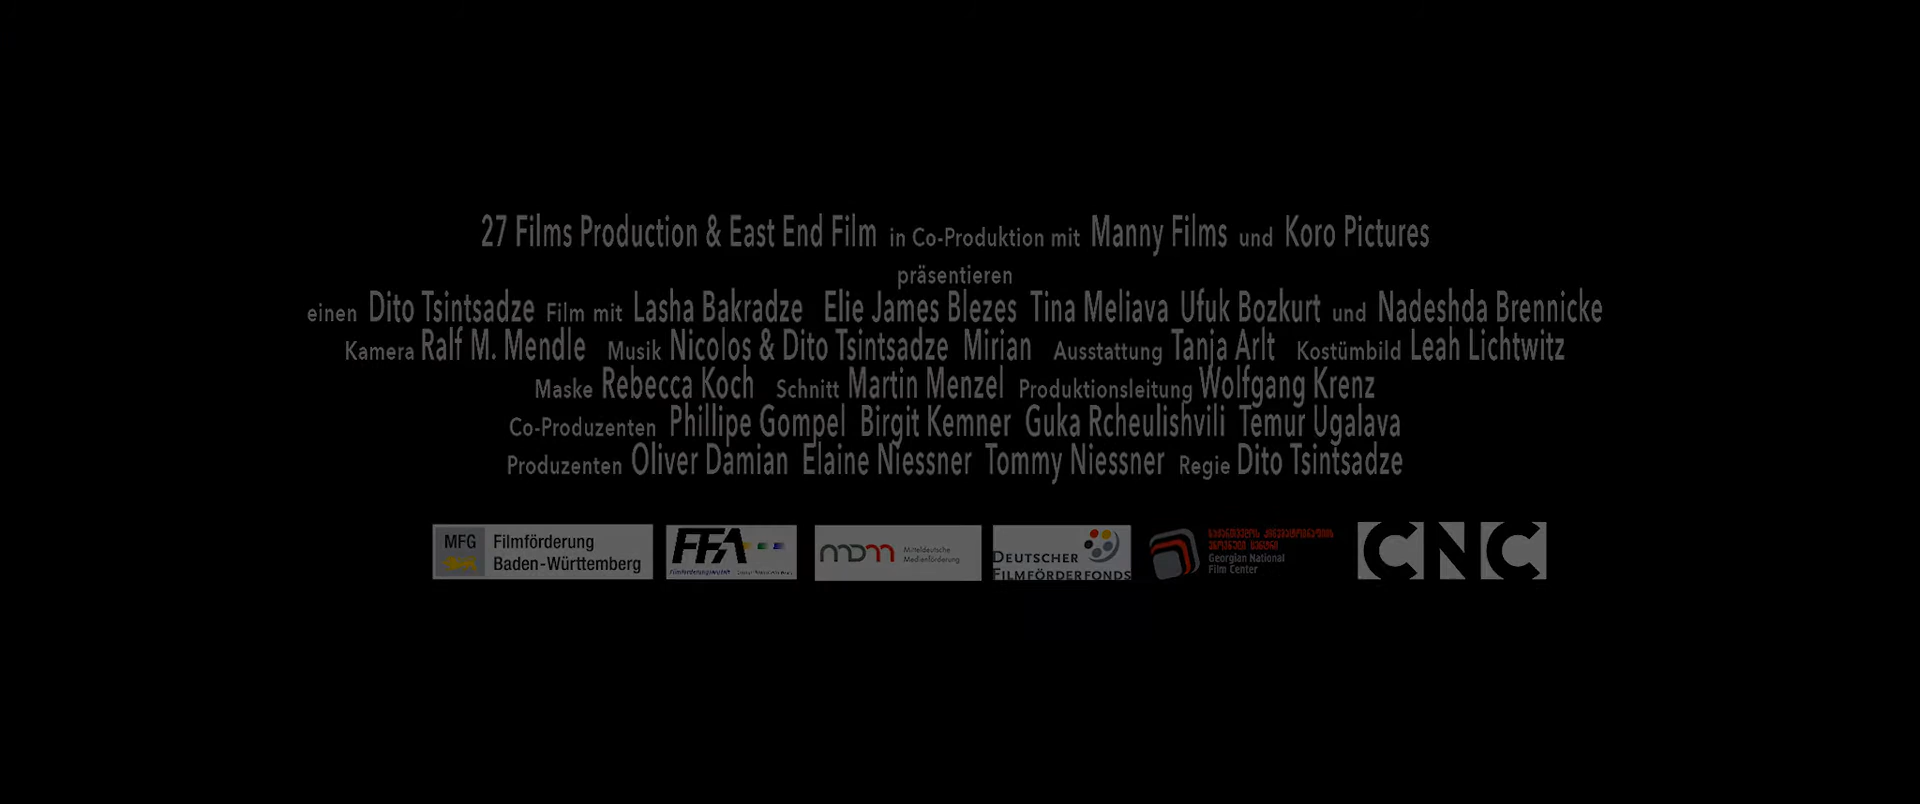 27 Films Production & East End Film in Co-Produktion mit Manny Films und Koro Pictures
präsentieren
einen Dito Tsintsadze Film mit Lasha Bakradze Elie James Blezes Tina Meliava Ufuk Bozkurt und Nadeshda Brennicke
Kamera Ralf M. Mendle Musik Nicolos & Dito Tsintsadze Mirian Ausstattung Tanja Arlt Kostümbild Leah Lichtwitz
Maske Rebecca Koch Schnitt Martin Menzel Produktionsleitung Wolfgang Krenz
Co-Produzenten Phillipe Gompel Birgit Kemner Guka Rcheulishvili Temur Ugalava
Produzenten Oliver Damian Elaine Niessner Tommy Niessner Regie Dito Tsintsadze
MFG Filmförderung
Baden-Württemberg
FFA
mdm Mitteldeutsche
Medienförderung
DEUTSCHER
FILMFÖRDERFONDS
Georgian National
Film Center
CNC